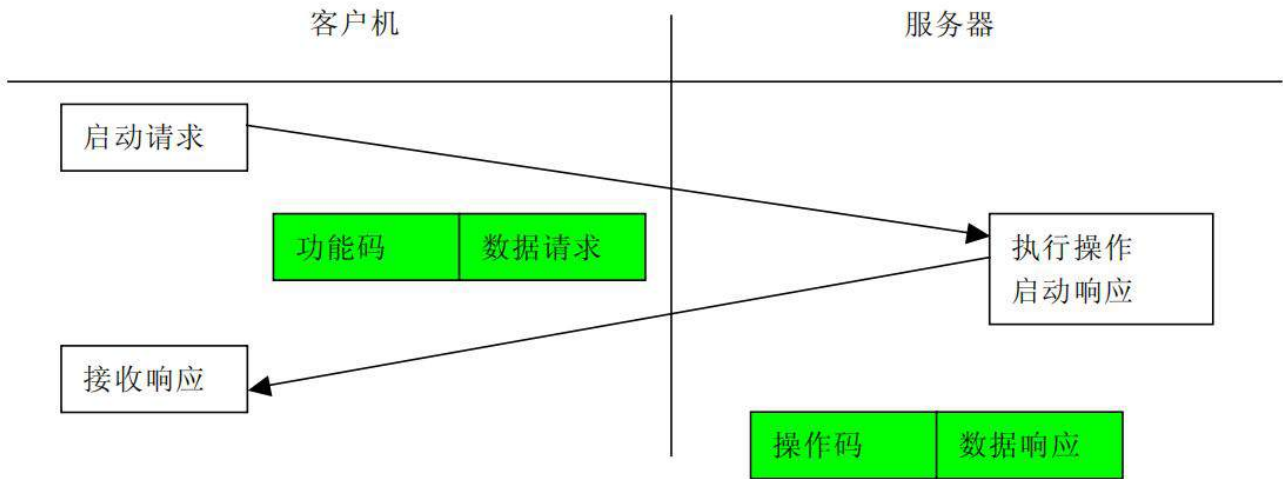 客户机
服务器
启动请求
功能码 数据请求
执行操作
启动响应
接收响应
操作码 数据响应